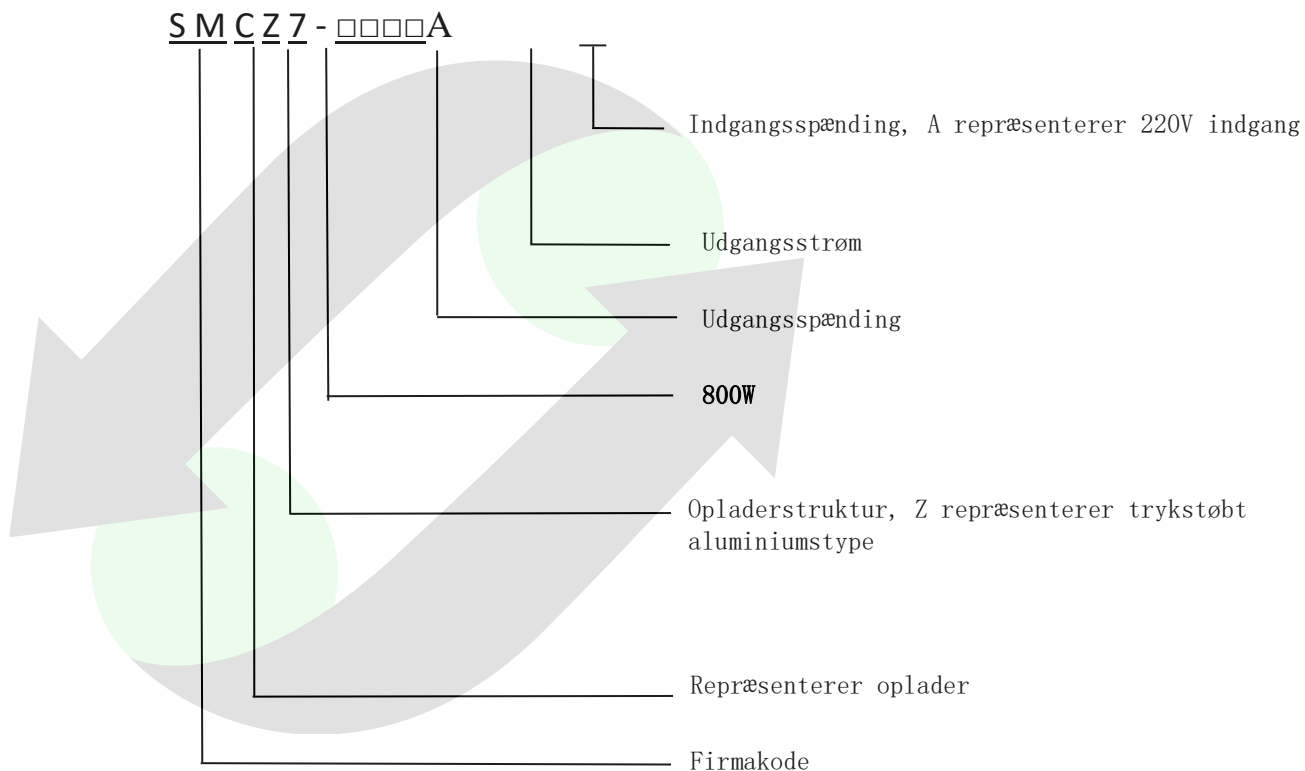 SMCZ7-□□□□A
Indgangsspænding, A repræsenterer 220V indgang
Udgangsstrøm
Udgangsspænding
800W
Opladerstruktur, Z repræsenterer trykstøbt
aluminiumstype
Repræsenterer oplader
Firmakode